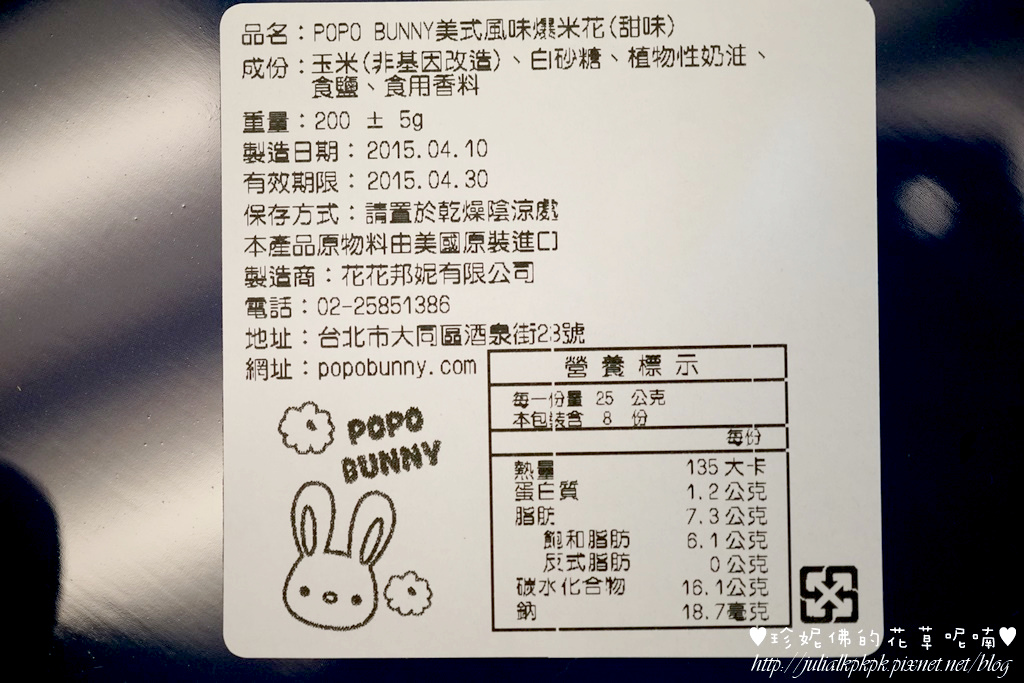 品名：POPO BUNNY美式風味爆米花(甜味)
成份：玉米(非基因改造)、白砂糖、植物性奶油、
食鹽、食用香料
重量：200 ± 5g
製造日期：2015.04.10
有效期限：2015.04.30
保存方式：請置於乾燥陰涼處
本產品原物料由美國原裝進口
製造商：花花邦妮有限公司
電話：02-25851386
地址：台北市大同區酒泉街23號
網址：popobunny.com
營養標示
每一份量 25 公克
本包裝含 8 份
每份
熱量 135大卡
蛋白質 1.2公克
脂肪 7.3公克
飽和脂肪 6.1公克
反式脂肪 0公克
碳水化合物 16.1公克
鈉 18.7毫克
POPO
BUNNY
♥珍妮佛的花草呢喃♥
http://julialkpkpk.pixnet.net/blog